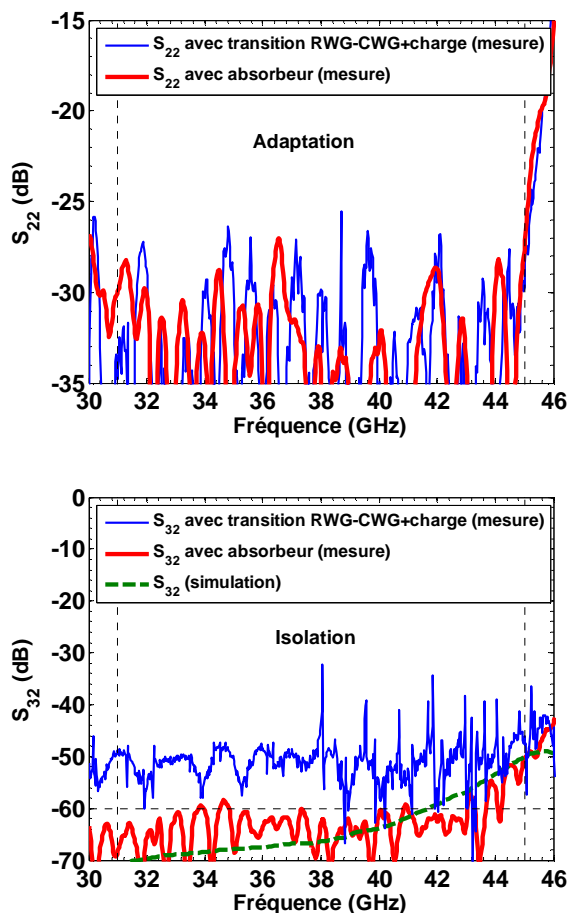 S22 avec transition RWG-CWG+charge (mesure)
S22 avec absorbeur (mesure)
Adaptation
S22 (dB)
-15
-20
-25
-30
-35
30 32 34 36 38 40 42 44 46
Fréquence (GHz)
S32 avec transition RWG-CWG+charge (mesure)
S32 avec absorbeur (mesure)
S32 (simulation)
Isolation
S32 (dB)
0
-10
-20
-30
-40
-50
-60
-70
30 32 34 36 38 40 42 44 46
Fréquence (GHz)